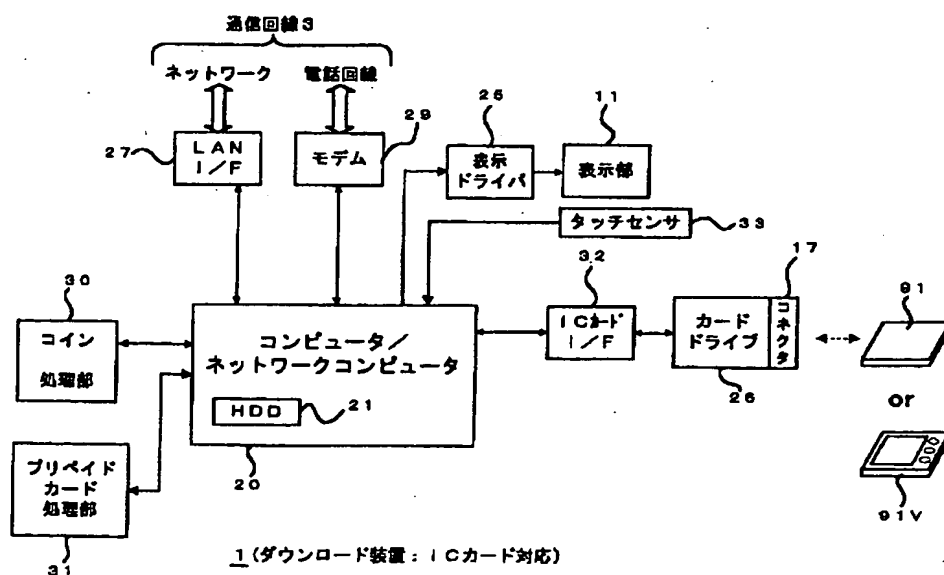 通信回線3
ネットワーク
電話回線
27
LAN
I/F
29
モデム
25
表示
ドライバ
11
表示部
タッチセンサ
33
30
コイン
処理部
コンピュータ/
ネットワークコンピュータ
HDD
21
20
32
ICカード
I/F
カード
ドライブ
17
コネクタ
26
91
or
91V
プリペイド
カード
処理部
31
1(ダウンロード装置:ICカード対応)